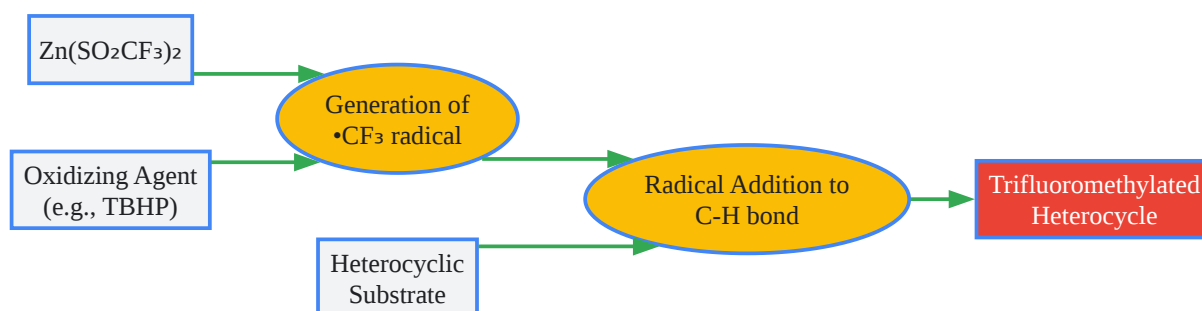 Zn(SO₂CF₃)₂
Generation of
•CF₃ radical
Oxidizing Agent
(e.g., TBHP)
Radical Addition to
C-H bond
Trifluoromethylated
Heterocycle
Heterocyclic
Substrate